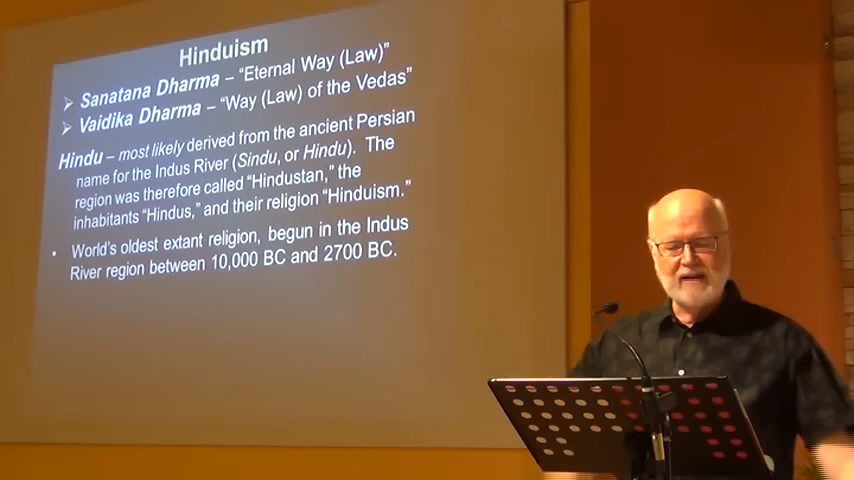 Hinduism
➢ Sanatana Dharma – “Eternal Way (Law)”
➢ Vaidika Dharma – “Way (Law) of the Vedas”
Hindu – most likely derived from the ancient Persian
name for the Indus River (Sindu, or Hindu). The
region was therefore called “Hindustan,” the
inhabitants “Hindus,” and their religion “Hinduism.”
▪ World’s oldest extant religion, begun in the Indus
River region between 10,000 BC and 2700 BC.